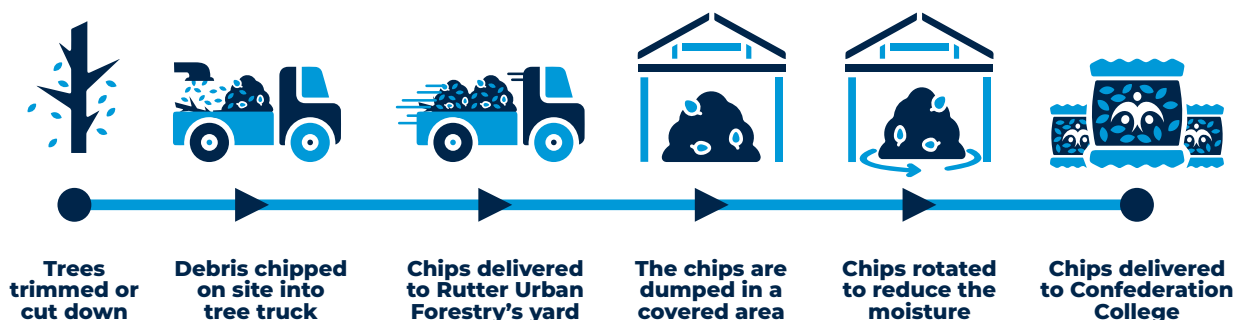 Trees
trimmed or
cut down
Debris chipped
on site into
tree truck
Chips delivered
to Rutter Urban
Forestry's yard
The chips are
dumped in a
covered area
Chips rotated
to reduce the
moisture
Chips delivered
to Confederation
College